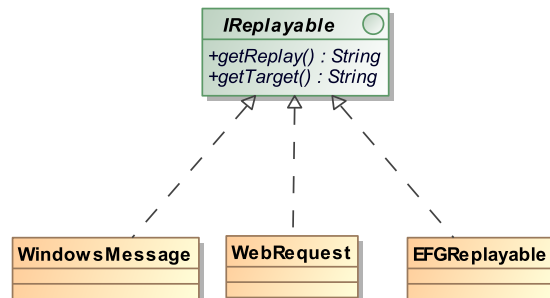 IReplayable
+getReplay() : String
+getTarget() : String
WindowsMessage
WebRequest
EFGReplayable